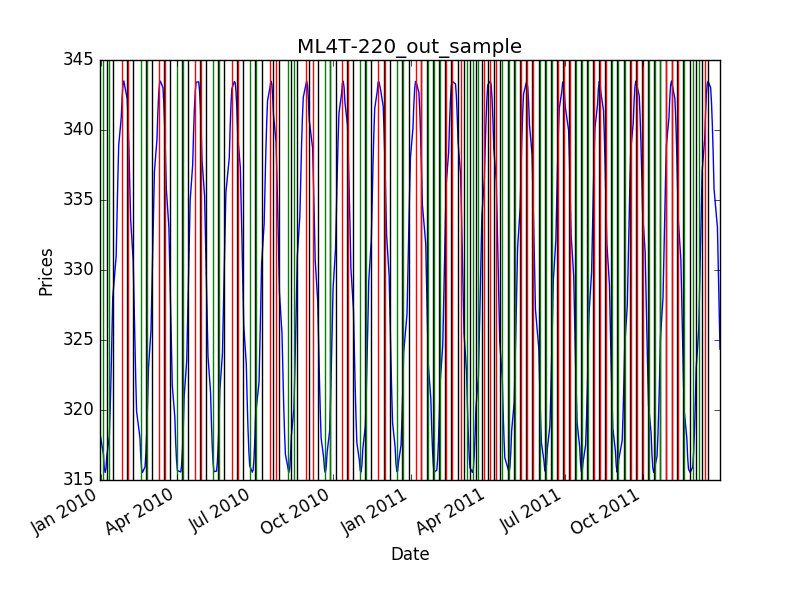 ML4T-220_out_sample
345
340
335
330
325
320
315
Prices
Jan 2010
Apr 2010
Jul 2010
Oct 2010
Jan 2011
Apr 2011
Jul 2011
Oct 2011
Date